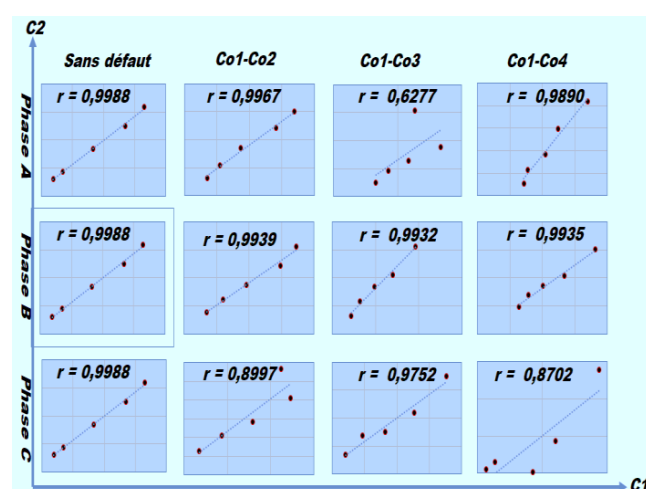 C2
Sans défaut Co1-Co2 Co1-Co3 Co1-Co4
Phase A
r = 0,9988 r = 0,9967 r = 0,6277 r = 0,9890
Phase B
r = 0,9988 r = 0,9939 r = 0,9932 r = 0,9935
Phase C
r = 0,9988 r = 0,8997 r = 0,9752 r = 0,8702
C1